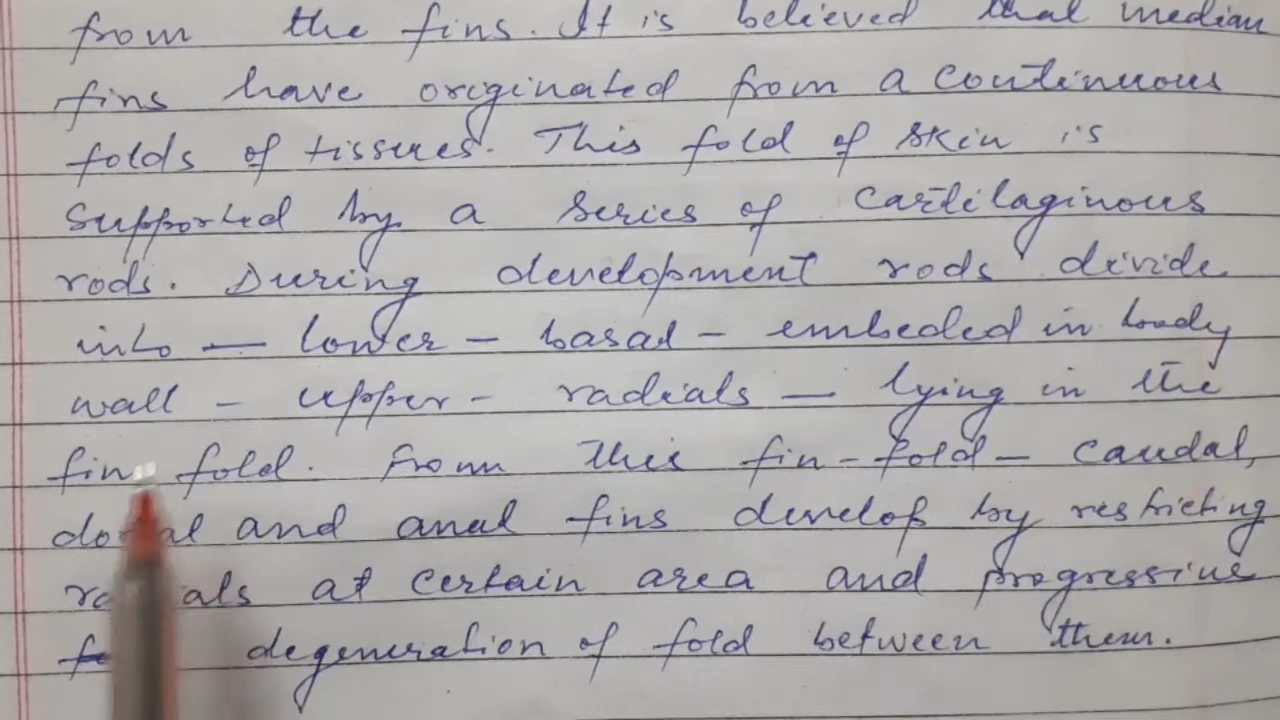 from the fins. It is believed that median
fins have originated from a continuous
folds of tissues. This fold of skin is
supported by a series of cartilaginous
rods. During development rods divide
into — lower - basal - embeded in body
wall - upper - radials — lying in the
fin fold. From this fin-fold - caudal,
dorsal and anal fins develop by restricting
radials at certain area and progressive
degeneration of fold between them.